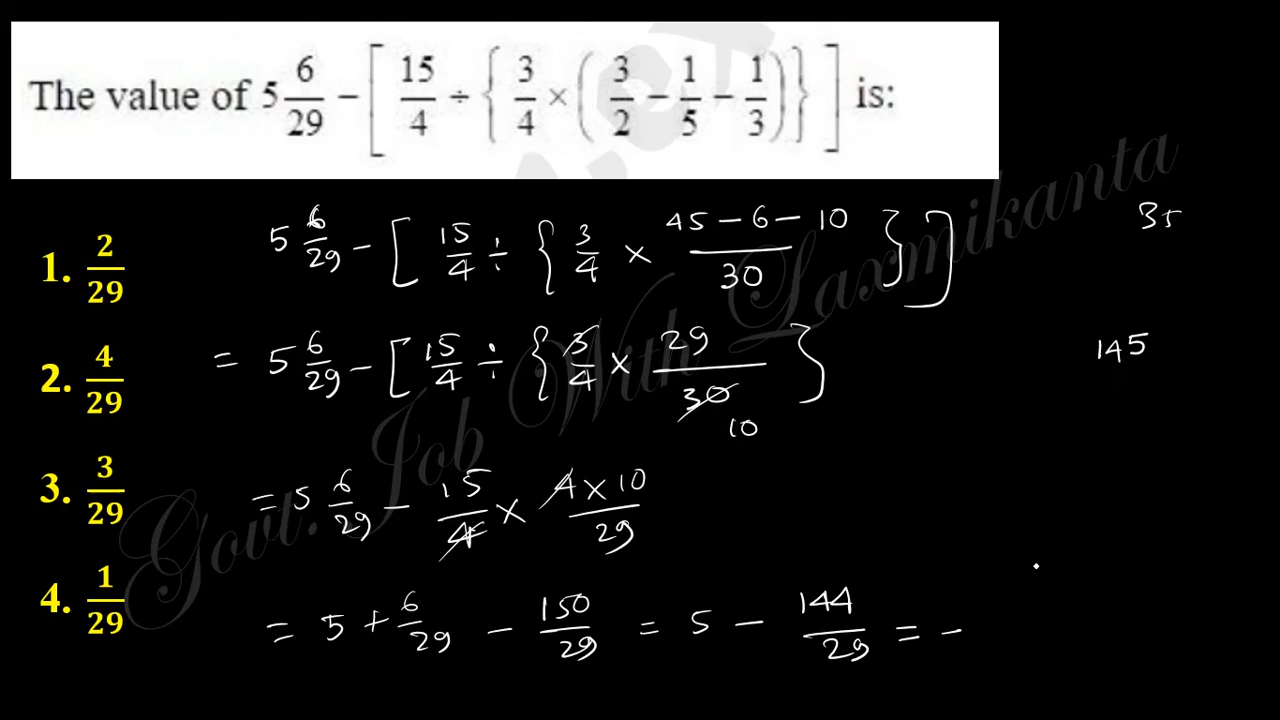 The value of 5 6/29 − [ 15/4 ÷ { 3/4 × ( 3/2 − 1/5 − 1/3 ) } ] is:
1. 2/29
2. 4/29
3. 3/29
4. 1/29
5 6/29 − [ 15/4 ÷ { 3/4 × 45 − 6 − 10 / 30 } ]
35
= 5 6/29 − [ 15/4 ÷ { 3/4 × 29/30 }
10
145
= 5 6/29 − 15/4 × 4 × 10 / 29
= 5 + 6/29 − 150/29 = 5 − 144/29 = −
Govt. Job With Laxmikanta